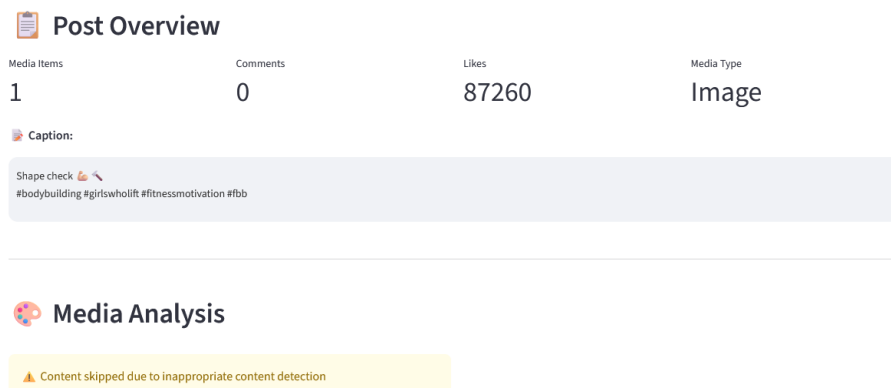 📋 Post Overview
Media Items
Comments
Likes
Media Type
1
0
87260
Image
📝 Caption:
Shape check 💪🏼 🔨
#bodybuilding #girlswholift #fitnessmotivation #fbb
🎨 Media Analysis
⚠️ Content skipped due to inappropriate content detection